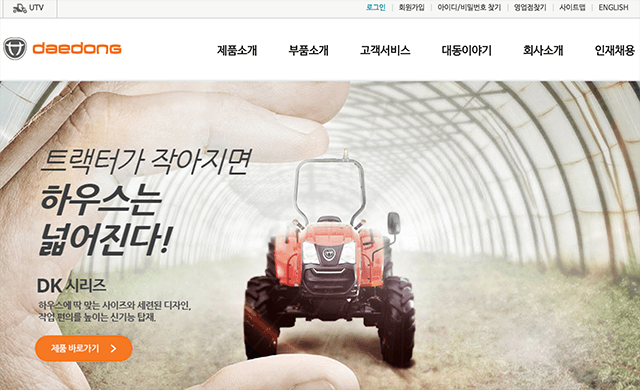 UTV
로그인 회원가입 아이디/비밀번호 찾기 영업점찾기 사이트맵 ENGLISH
daedong
제품소개 부품소개 고객서비스 대동이야기 회사소개 인재채용
트랙터가 작아지면
하우스는
넓어진다!
DK 시리즈
하우스에 딱 맞는 사이즈와 세련된 디자인,
작업 편의를 높이는 신기능 탑재.
제품 바로가기 >